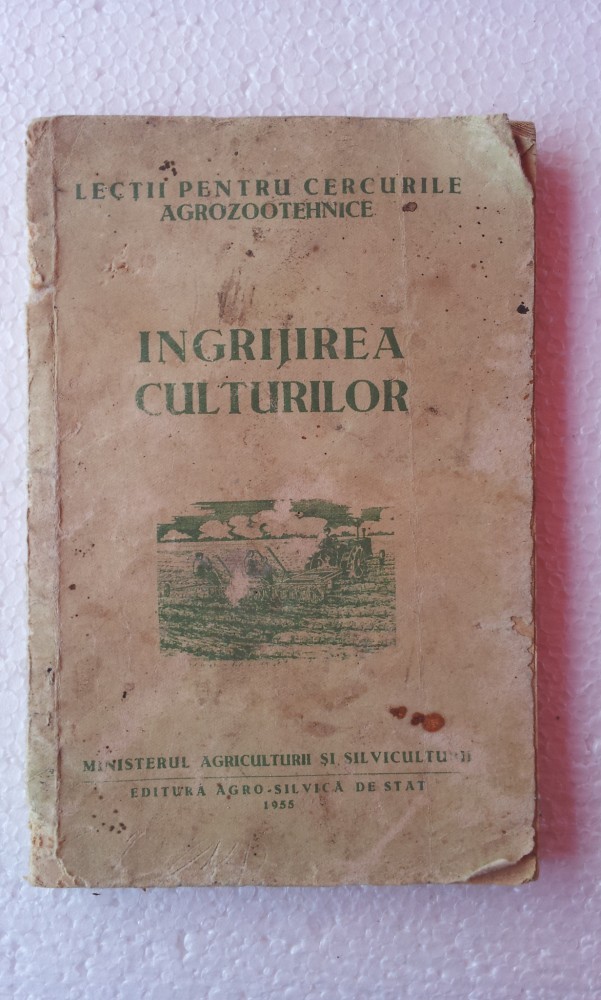 LECȚII PENTRU CERCURILE
AGROZOOTEHNICE
INGRIJIREA
CULTURILOR
MINISTERUL AGRICULTURII ȘI SILVICULTURII
EDITURA AGRO-SILVICĂ DE STAT
1955